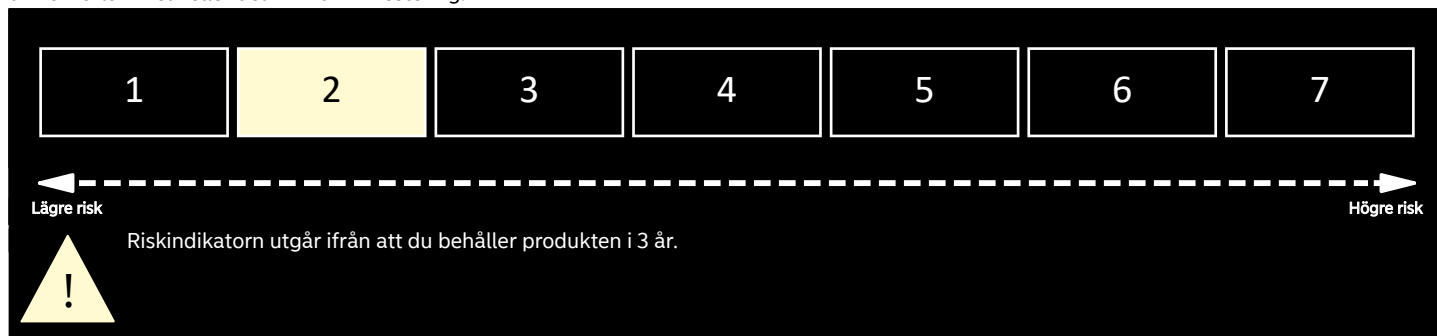 1 2 3 4 5 6 7
Lägre risk Högre risk
Riskindikatorn utgår ifrån att du behåller produkten i 3 år.
!